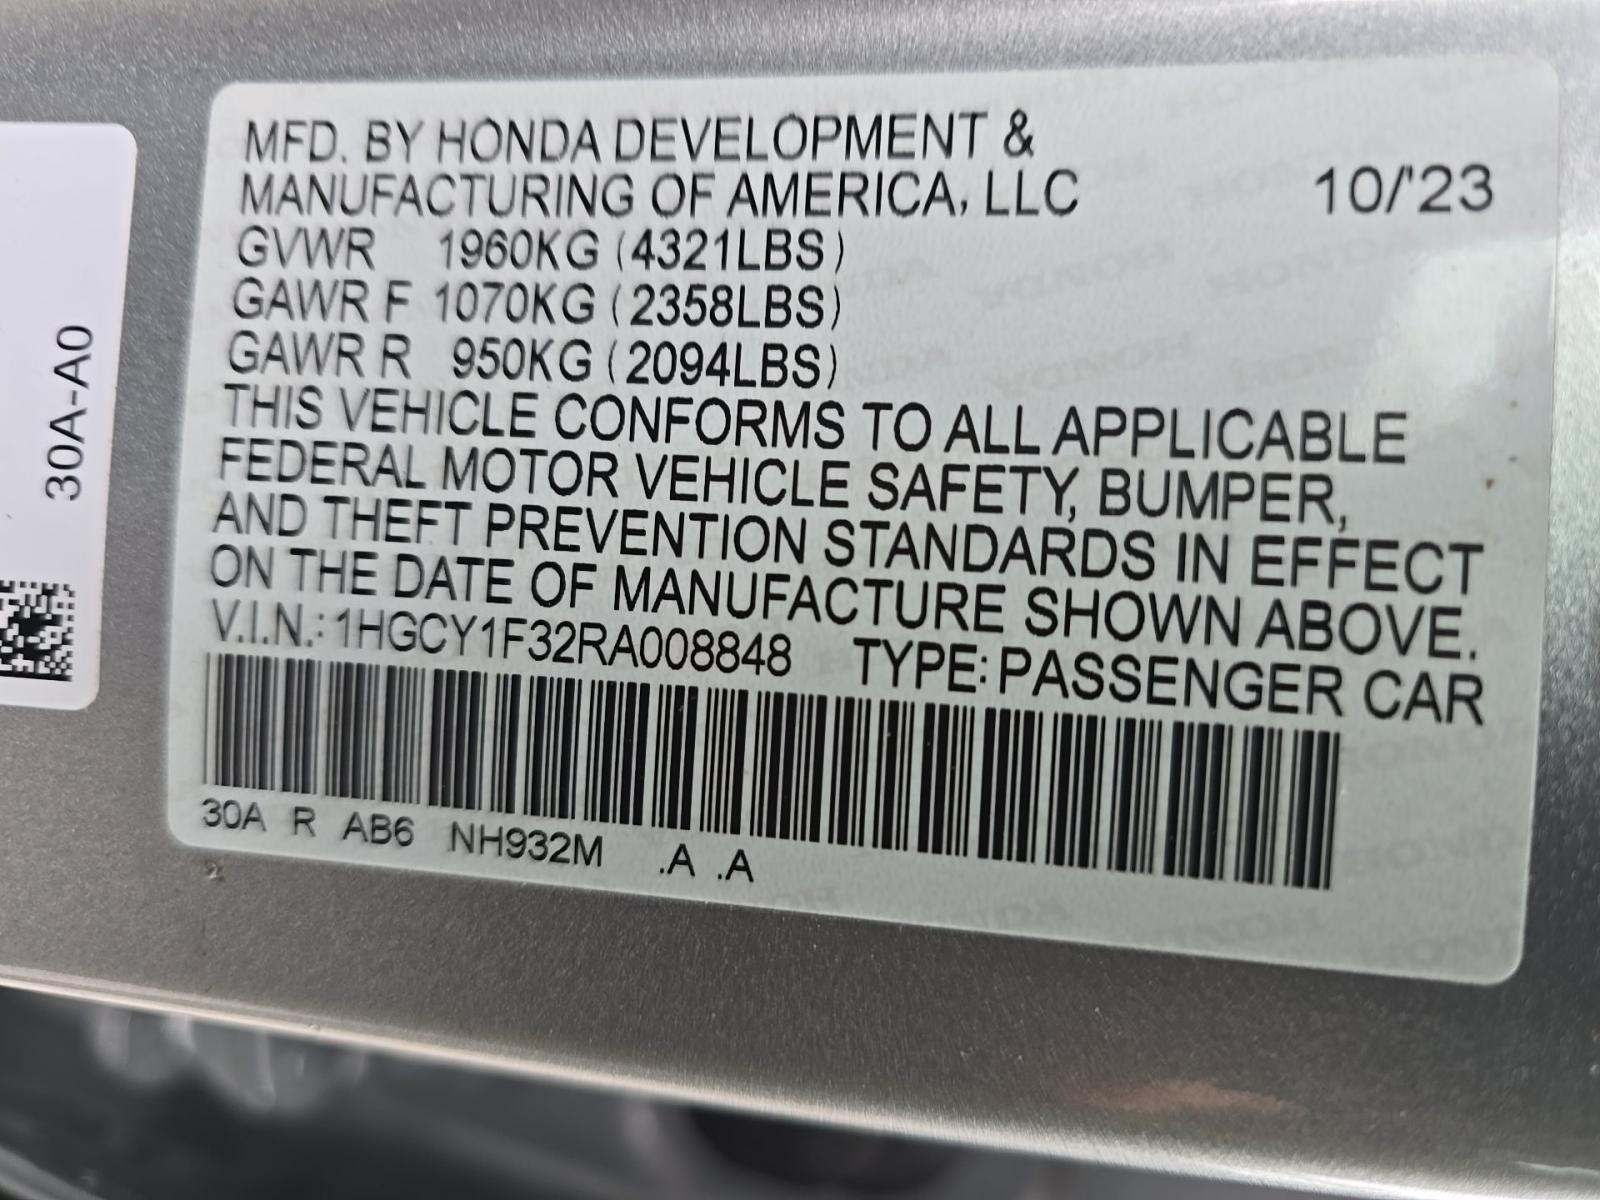 MFD. BY HONDA DEVELOPMENT &
MANUFACTURING OF AMERICA, LLC 10/'23
GVWR 1960KG (4321LBS)
GAWR F 1070KG (2358LBS)
GAWR R 950KG (2094LBS)
THIS VEHICLE CONFORMS TO ALL APPLICABLE
FEDERAL MOTOR VEHICLE SAFETY, BUMPER,
AND THEFT PREVENTION STANDARDS IN EFFECT
ON THE DATE OF MANUFACTURE SHOWN ABOVE.
V.I.N.: 1HGCY1F32RA008848 TYPE: PASSENGER CAR
30A R AB6 NH932M .A .A
30A-A0